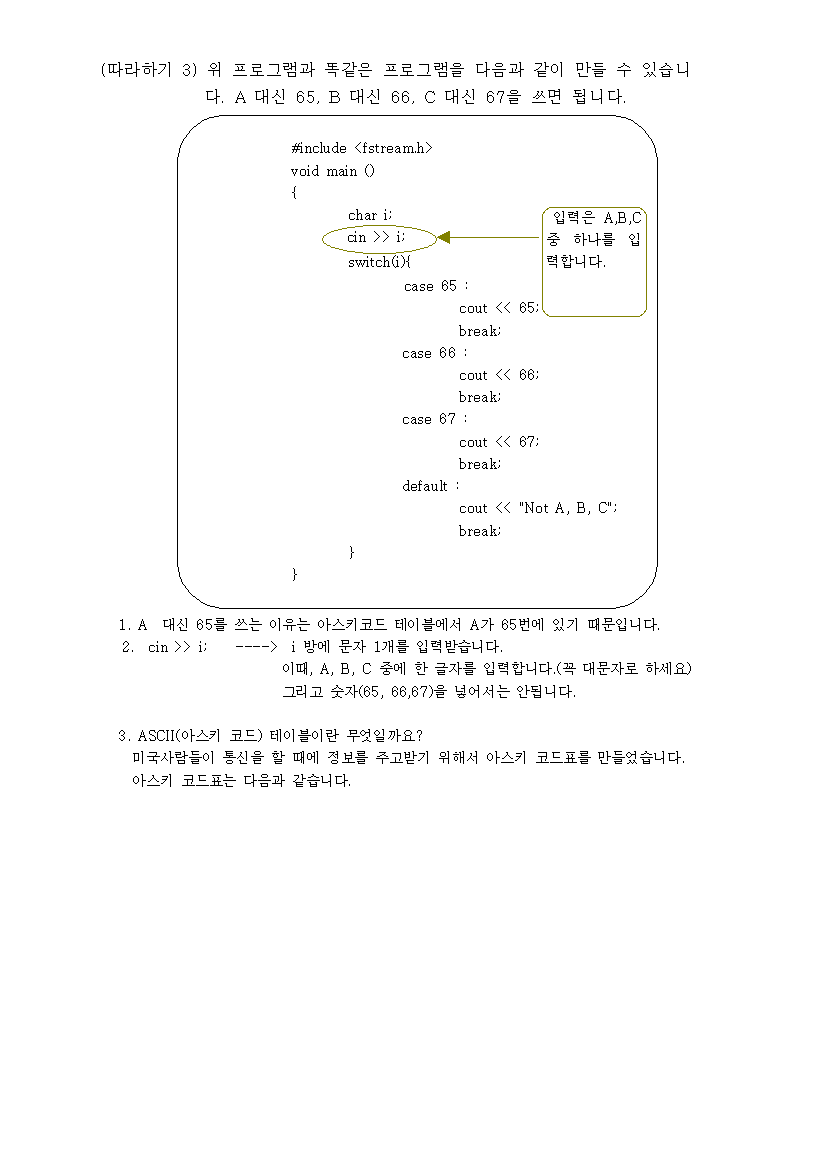 (따라하기 3) 위 프로그램과 똑같은 프로그램을 다음과 같이 만들 수 있습니
다. A 대신 65, B 대신 66, C 대신 67을 쓰면 됩니다.
#include <fstream.h>
void main ()
{
char i;
cin >> i;
switch(i){
입력은 A,B,C
중 하나를 입
력합니다.
case 65 :
cout << 65;
break;
case 66 :
cout << 66;
break;
case 67 :
cout << 67;
break;
default :
cout << "Not A, B, C";
break;
}
}
1. A 대신 65를 쓰는 이유는 아스키코드 테이블에서 A가 65번에 있기 때문입니다.
2. cin >> i; ----> i 방에 문자 1개를 입력받습니다.
이때, A, B, C 중에 한 글자를 입력합니다.(꼭 대문자로 하세요)
그리고 숫자(65, 66,67)을 넣어서는 안됩니다.
3. ASCII(아스키 코드) 테이블이란 무엇일까요?
미국사람들이 통신을 할 때에 정보를 주고받기 위해서 아스키 코드표를 만들었습니다.
아스키 코드표는 다음과 같습니다.